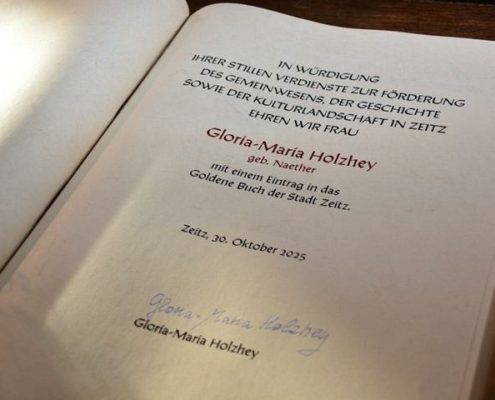 IN WÜRDIGUNG
IHRER STILLEN VERDIENSTE ZUR FÖRDERUNG
DES GEMEINWESENS, DER GESCHICHTE
SOWIE DER KULTURLANDSCHAFT IN ZEITZ
EHREN WIR FRAU
Gloria-Maria Holzhey
geb. Naether
mit einem Eintrag in das
Goldene Buch der Stadt Zeitz.
Zeitz, 30. Oktober 2025
Gloria-Maria Holzhey
Gloria-Maria Holzhey